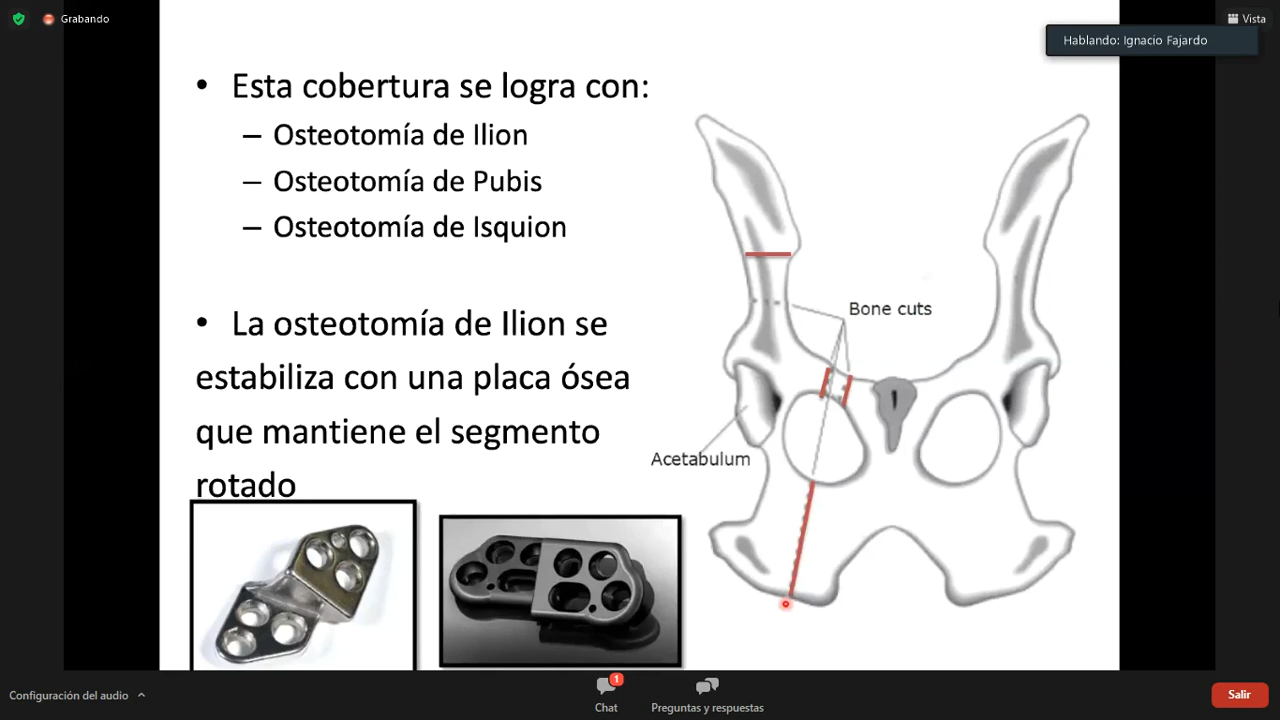 Grabando
Vista
Hablando: Ignacio Fajardo
• Esta cobertura se logra con:
– Osteotomía de Ilion
– Osteotomía de Pubis
– Osteotomía de Isquion
• La osteotomía de Ilion se
estabiliza con una placa ósea
que mantiene el segmento
rotado
Bone cuts
Acetabulum
Configuración del audio
1
Chat
Preguntas y respuestas
Salir